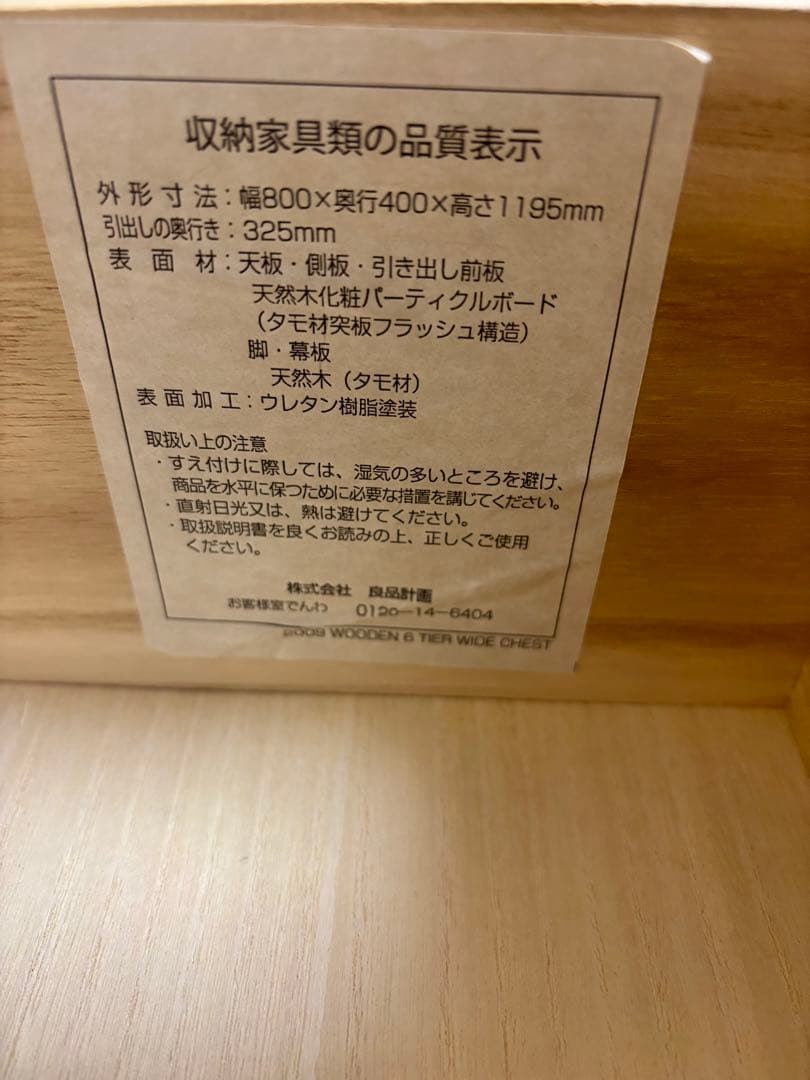 収納家具類の品質表示
外形寸法：幅800×奥行400×高さ1195mm
引出しの奥行き：325mm
表面材：天板・側板・引き出し前板
天然木化粧パーティクルボード
（タモ材突板フラッシュ構造）
脚・幕板
天然木（タモ材）
表面加工：ウレタン樹脂塗装
取扱い上の注意
・すえ付けに際しては、湿気の多いところを避け、
商品を水平に保つために必要な措置を講じてください。
・直射日光又は、熱は避けてください。
・取扱説明書を良くお読みの上、正しくご使用
ください。
株式会社 良品計画
お客様室でんわ 0120-14-6404
2009 WOODEN 6 TIER WIDE CHEST